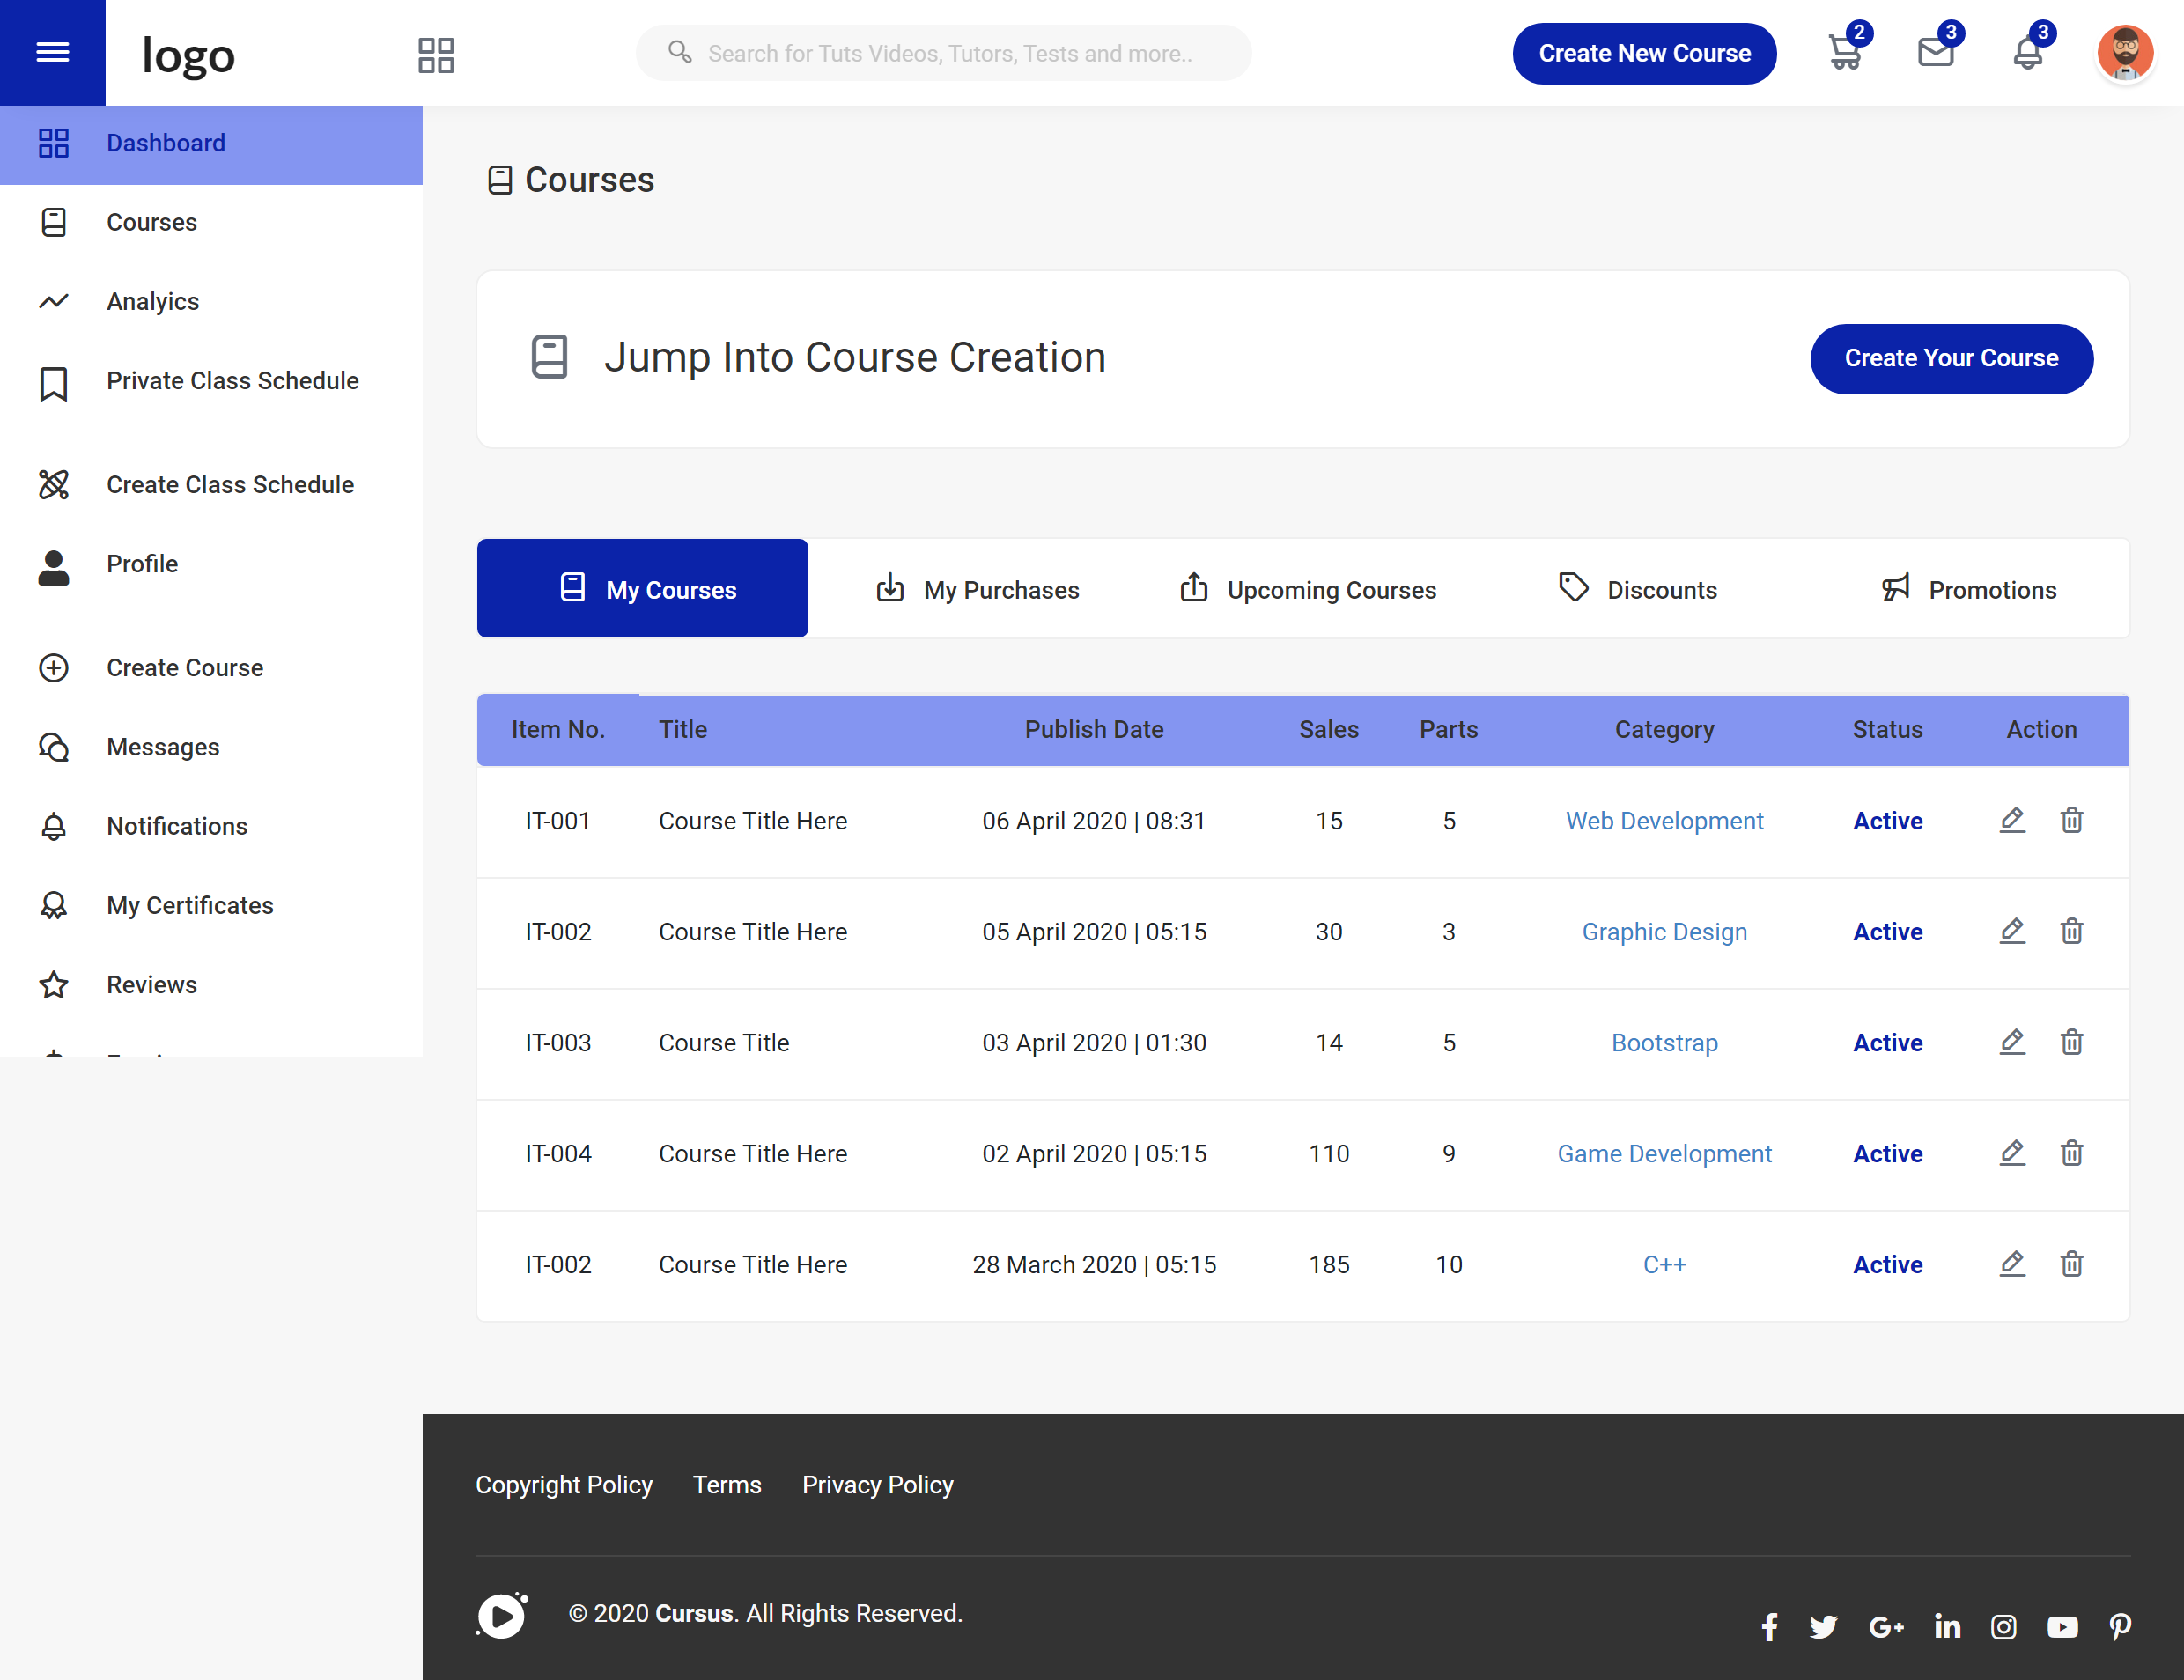 logo
Search for Tuts Videos, Tutors, Tests and more..
Create New Course
2
3
3
Dashboard
Courses
Analyics
Private Class Schedule
Create Class Schedule
Profile
Create Course
Messages
Notifications
My Certificates
Reviews
Courses
Jump Into Course Creation
Create Your Course
My Courses
My Purchases
Upcoming Courses
Discounts
Promotions
Item No. Title Publish Date Sales Parts Category Status Action
IT-001 Course Title Here 06 April 2020 | 08:31 15 5 Web Development Active
IT-002 Course Title Here 05 April 2020 | 05:15 30 3 Graphic Design Active
IT-003 Course Title 03 April 2020 | 01:30 14 5 Bootstrap Active
IT-004 Course Title Here 02 April 2020 | 05:15 110 9 Game Development Active
IT-002 Course Title Here 28 March 2020 | 05:15 185 10 C++ Active
Copyright Policy Terms Privacy Policy
© 2020 Cursus. All Rights Reserved.